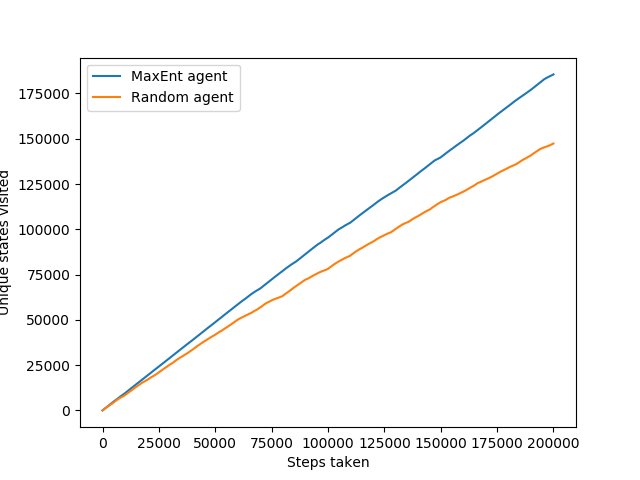 MaxEnt agent
Random agent
175000
150000
125000
100000
75000
50000
25000
0
Unique states visited
0 25000 50000 75000 100000 125000 150000 175000 200000
Steps taken